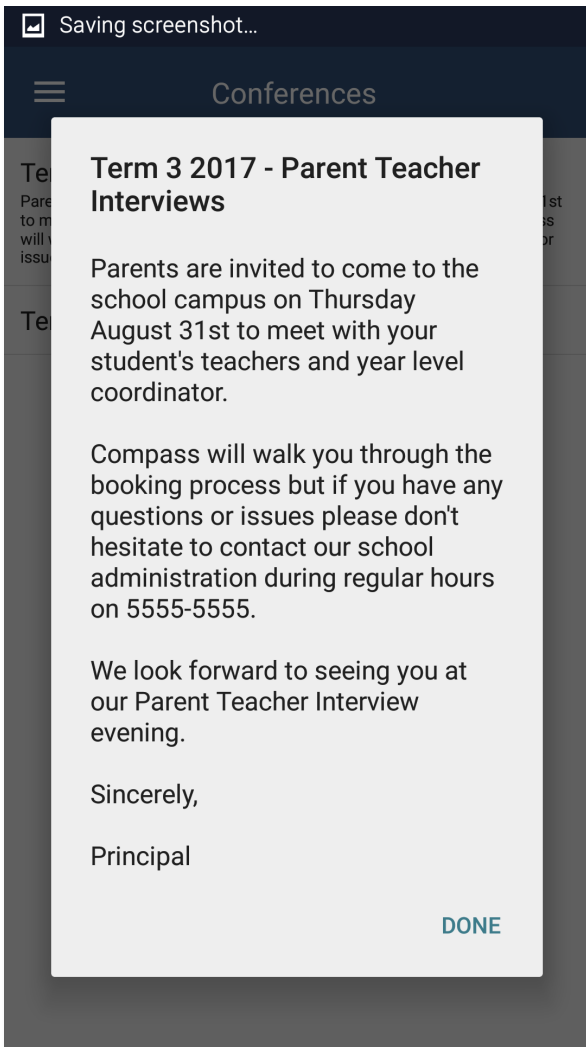 Saving screenshot...
Conferences
Term 3 2017 - Parent Teacher
Interviews
Parents are invited to come to the
school campus on Thursday
August 31st to meet with your
student's teachers and year level
coordinator.
Compass will walk you through the
booking process but if you have any
questions or issues please don't
hesitate to contact our school
administration during regular hours
on 5555-5555.
We look forward to seeing you at
our Parent Teacher Interview
evening.
Sincerely,
Principal
DONE